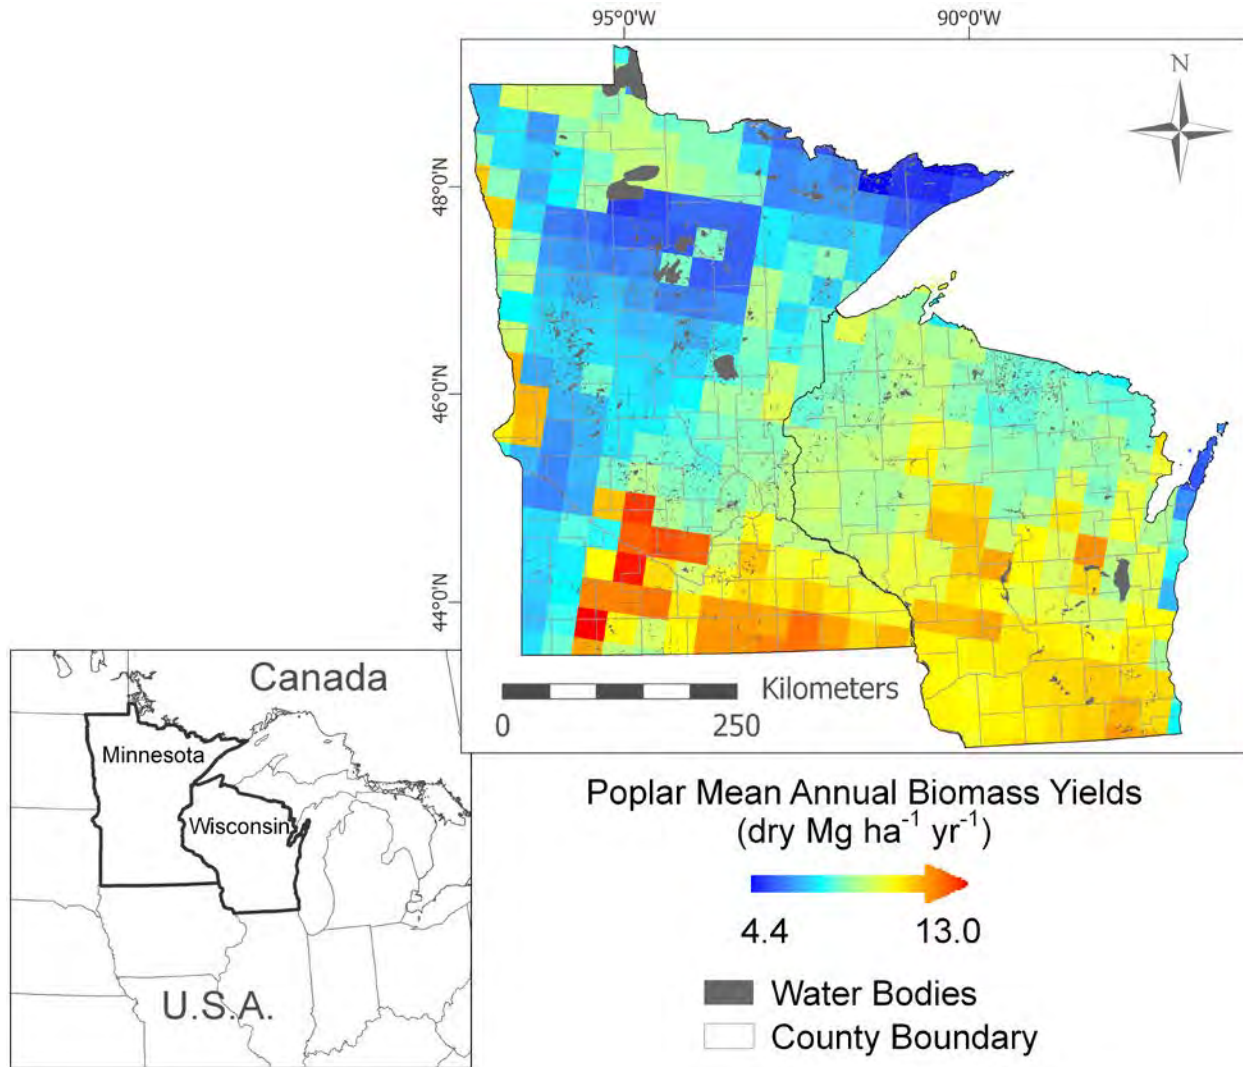 95°0'W
90°0'W
N
48°0'N
46°0'N
44°0'N
Kilometers
0
250
Canada
Minnesota
Wisconsin
U.S.A.
Poplar Mean Annual Biomass Yields
(dry Mg ha⁻¹ yr⁻¹)
4.4
13.0
Water Bodies
County Boundary